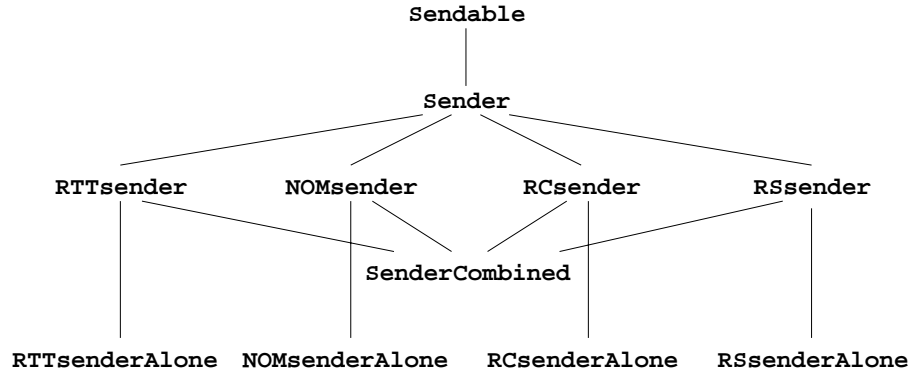 Sendable
Sender
RTTsender NOMsender RCsender RSsender
SenderCombined
RTTsenderAlone NOMsenderAlone RCsenderAlone RSsenderAlone